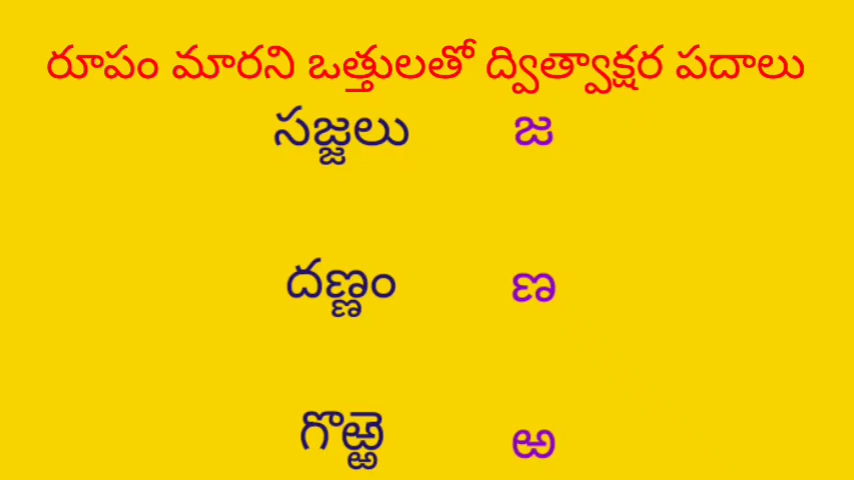 రూపం మారని ఒత్తులతో ద్విత్వాక్షర పదాలు
సజ్జలు జ
దణ్ణం ణ
గొఱ్ఱె ఱ